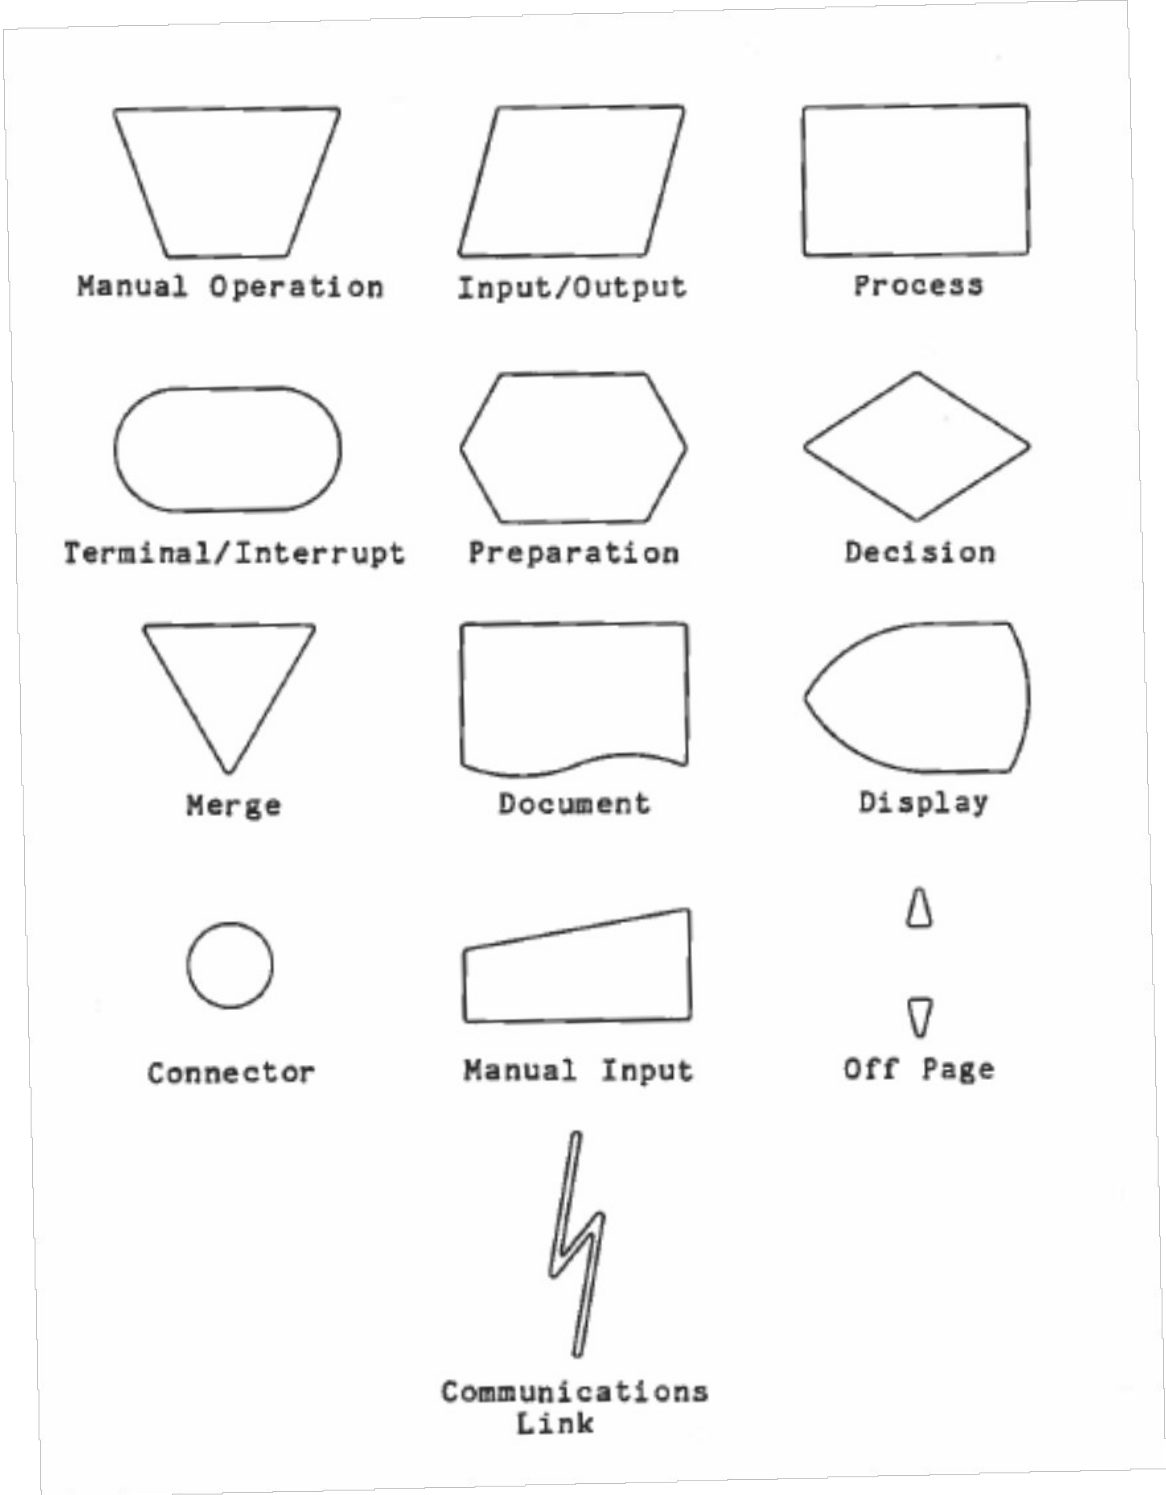 Manual Operation
Input/Output
Process
Terminal/Interrupt
Preparation
Decision
Merge
Document
Display
Connector
Manual Input
Off Page
Communications
Link